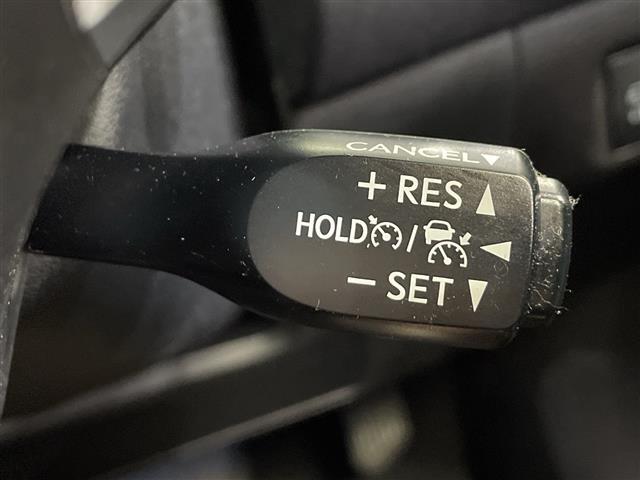 CANCEL▼
+ RES ▲
HOLD / ◀
− SET ▼